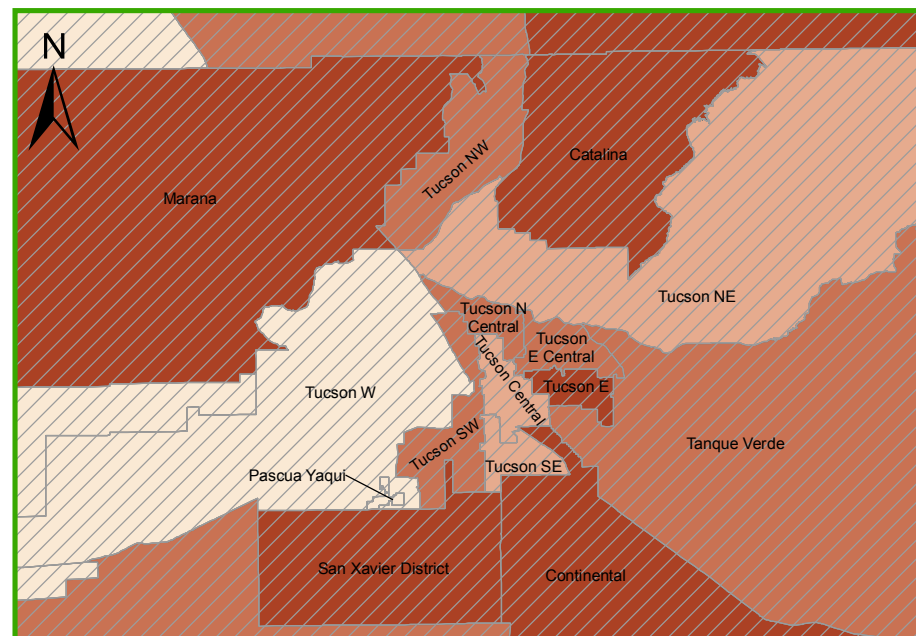 N
Tucson NW
Catalina
Marana
Tucson NE
Tucson N
Central
Tucson
E Central
Tucson Central
Tucson E
Tucson W
Tucson SW
Tanque Verde
Tucson SE
Pascua Yaqui
San Xavier District
Continental